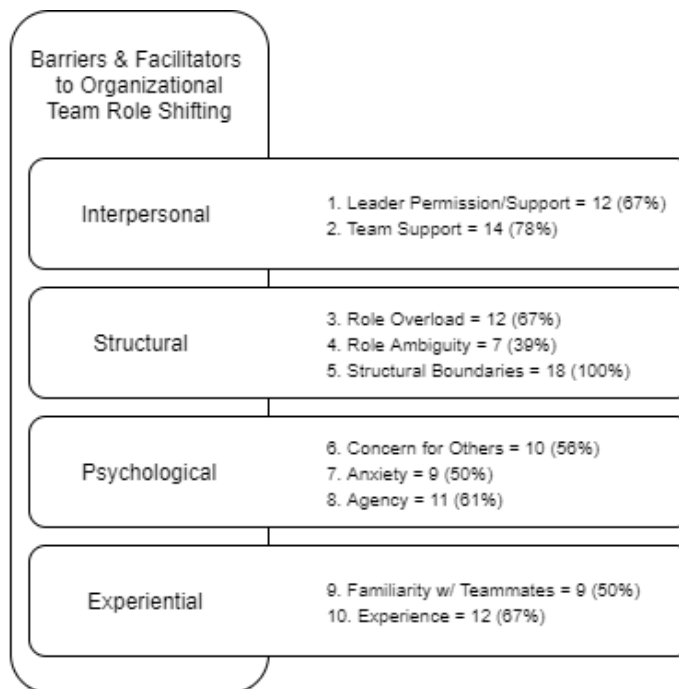 Barriers & Facilitators
to Organizational
Team Role Shifting
Interpersonal
1. Leader Permission/Support = 12 (67%)
2. Team Support = 14 (78%)
Structural
3. Role Overload = 12 (67%)
4. Role Ambiguity = 7 (39%)
5. Structural Boundaries = 18 (100%)
Psychological
6. Concern for Others = 10 (56%)
7. Anxiety = 9 (50%)
8. Agency = 11 (61%)
Experiential
9. Familiarity w/ Teammates = 9 (50%)
10. Experience = 12 (67%)